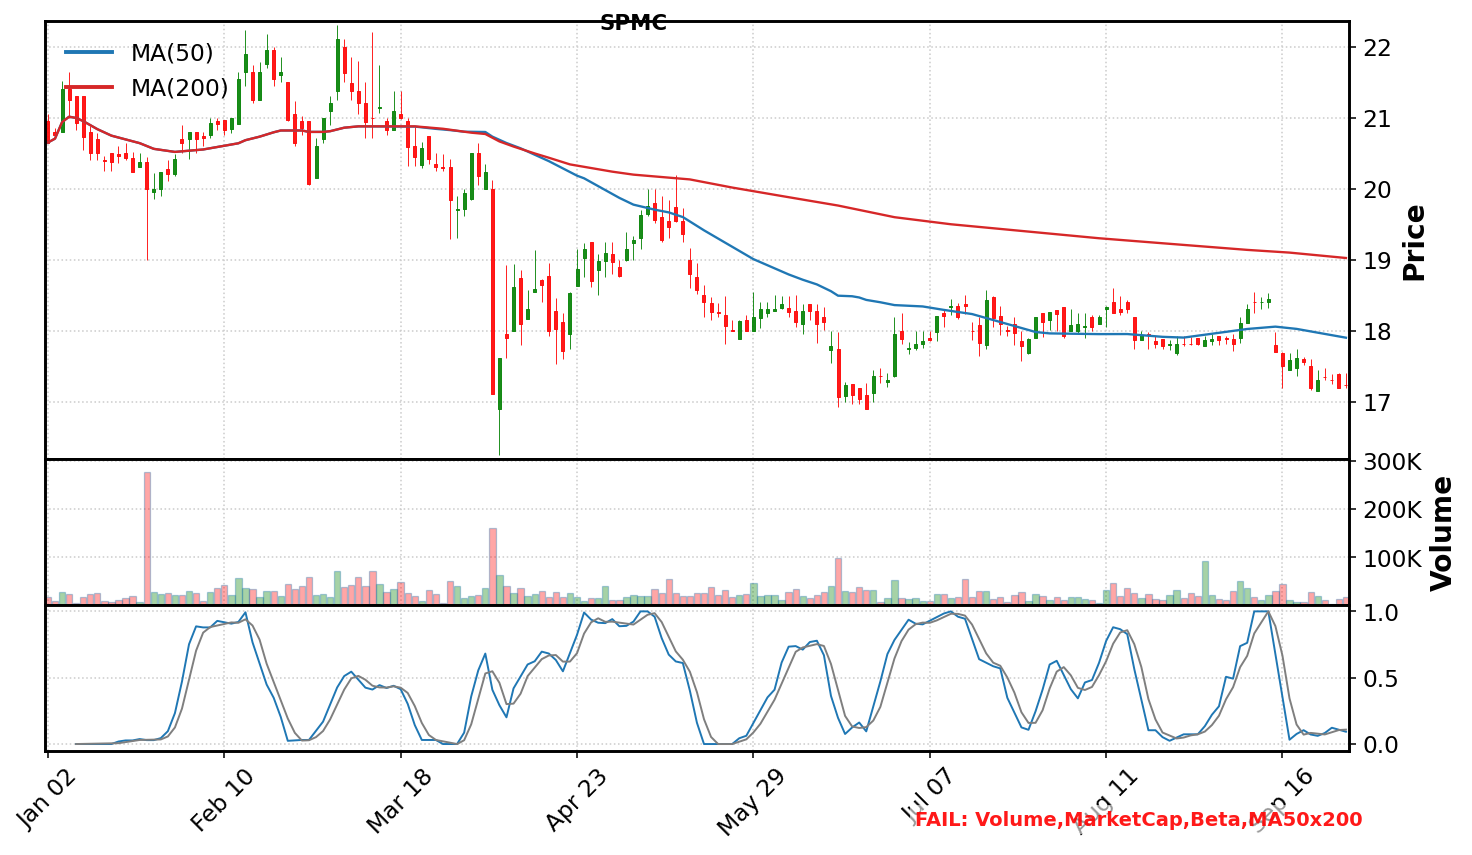 SPMC
MA(50)
MA(200)
22
21
20
19
18
17
Price
300K
200K
100K
Volume
1.0
0.5
0.0
Jan 02
Feb 10
Mar 18
Apr 23
May 29
Jul 07
Aug 11
Sep 16
FAIL: Volume,MarketCap,Beta,MA50x200